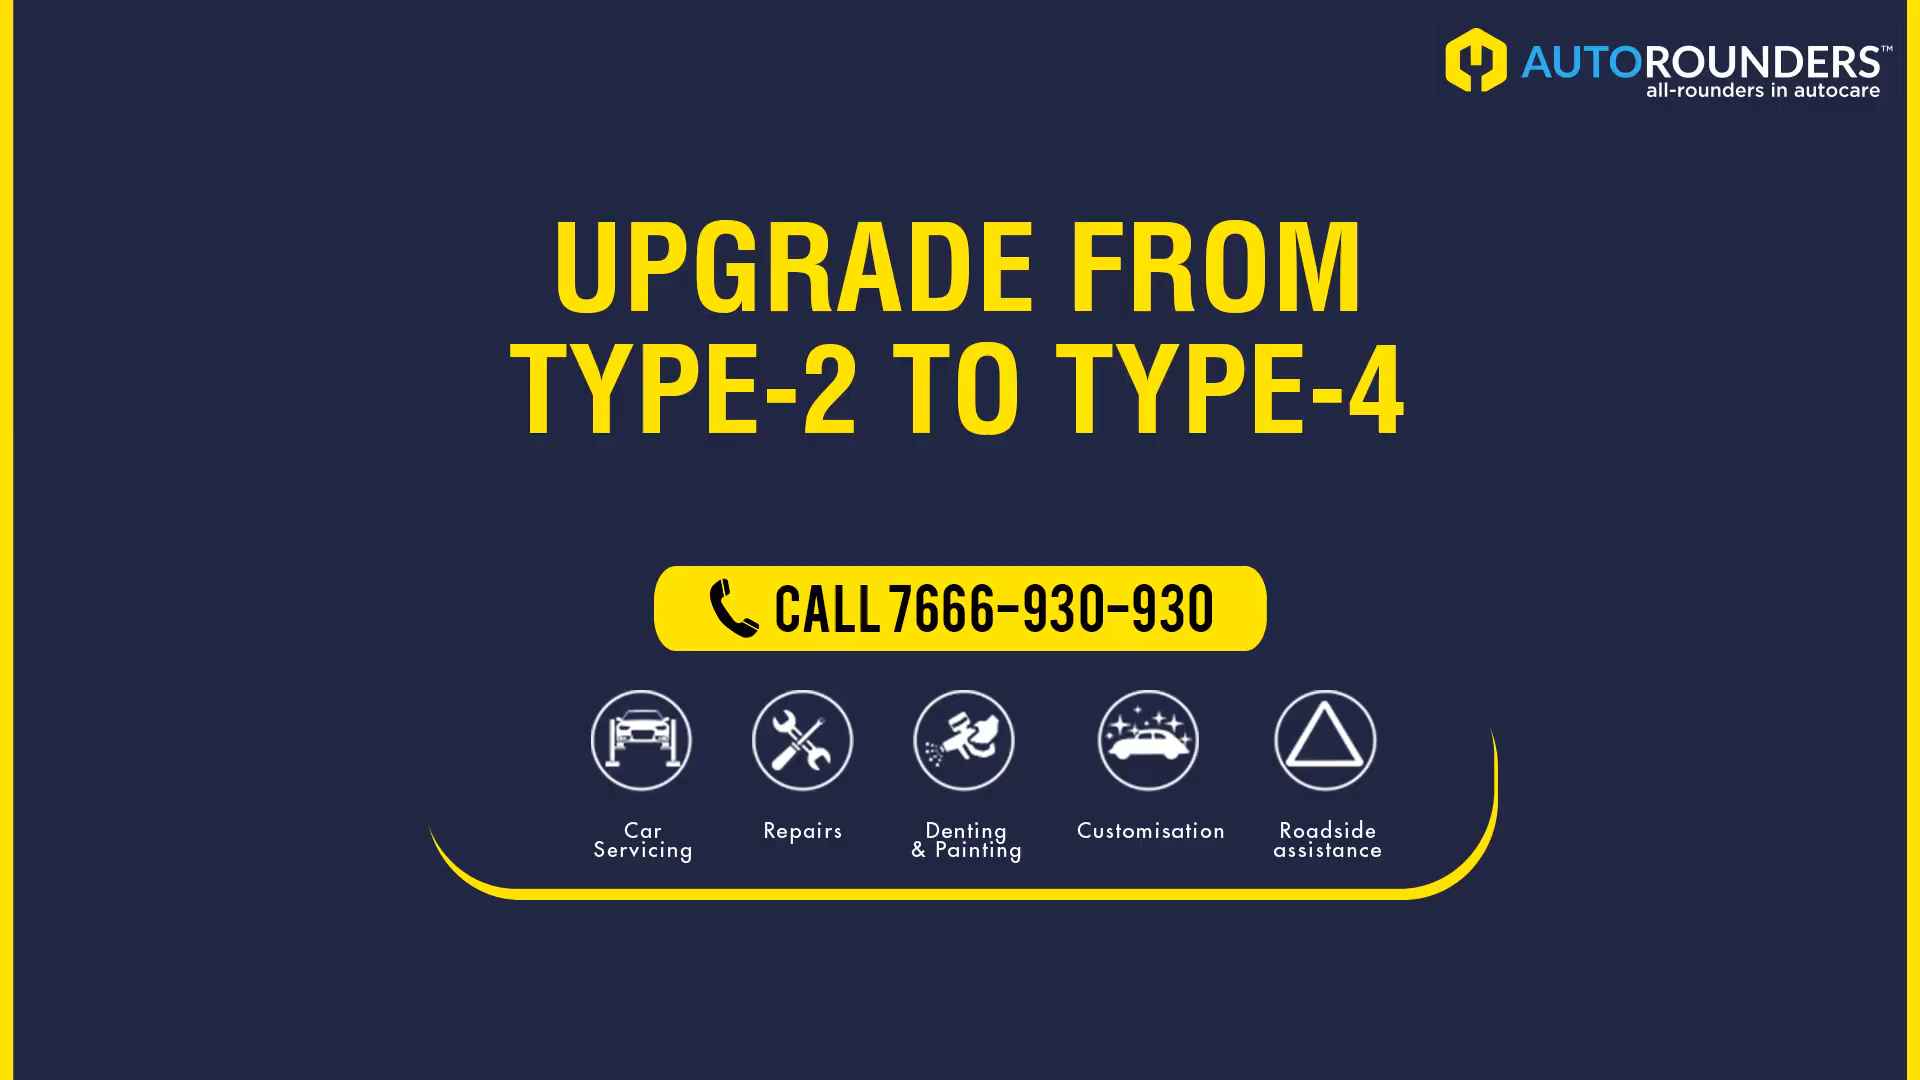 AUTOROUNDERS™
all-rounders in autocare
UPGRADE FROM
TYPE-2 TO TYPE-4
CALL 7666-930-930
Car
Servicing
Repairs
Denting
& Painting
Customisation
Roadside
assistance